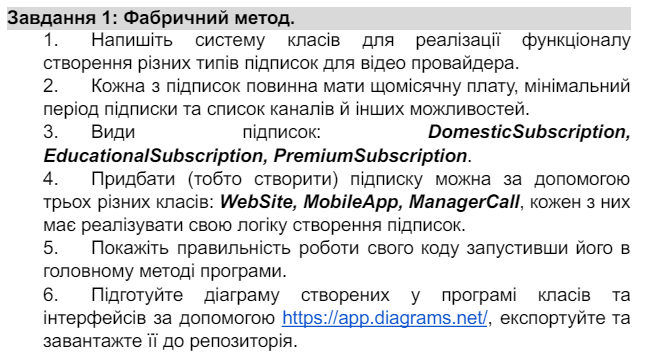 Завдання 1: Фабричний метод.
1. Напишіть систему класів для реалізації функціоналу
створення різних типів підписок для відео провайдера.
2. Кожна з підписок повинна мати щомісячну плату, мінімальний
період підписки та список каналів й інших можливостей.
3. Види підписок: DomesticSubscription,
EducationalSubscription, PremiumSubscription.
4. Придбати (тобто створити) підписку можна за допомогою
трьох різних класів: WebSite, MobileApp, ManagerCall, кожен з них
має реалізувати свою логіку створення підписок.
5. Покажіть правильність роботи свого коду запустивши його в
головному методі програми.
6. Підготуйте діаграму створених у програмі класів та
інтерфейсів за допомогою https://app.diagrams.net/, експортуйте та
завантажте її до репозиторія.